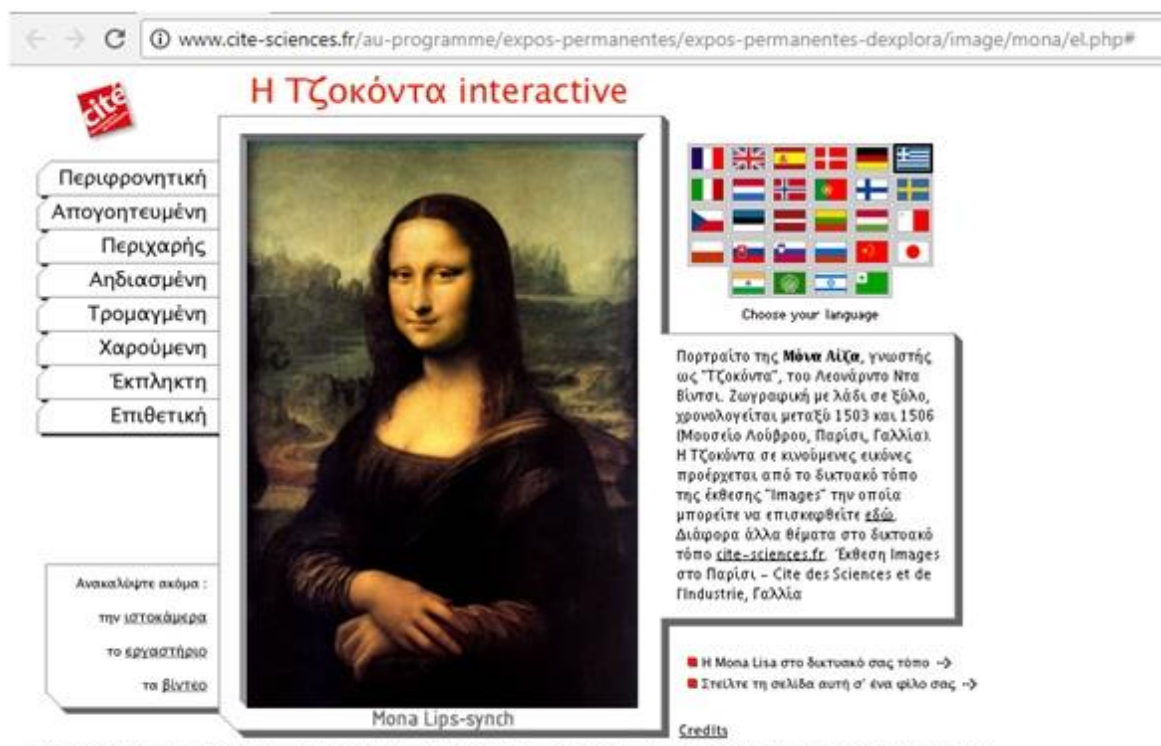 www.cite-sciences.fr/au-programme/expos-permanentes/expos-permanentes-dexplora/image/mona/el.php#
Η Τζοκόντα interactive
cité
Περιφρονητική
Απογοητευμένη
Περιχαρής
Αηδιασμένη
Τρομαγμένη
Χαρούμενη
Έκπληκτη
Επιθετική
Ανακαλύψτε ακόμα :
την ιστοκάμερα
το εργαστήριο
τα βίντεο
Mona Lips-synch
Choose your language
Πορτραίτο της Μόνα Λίζα, γνωστής
ως "Τζοκόντα", του Λεονάρντο Ντα
Βίντσι. Ζωγραφική με λάδι σε ξύλο,
χρονολογείται μεταξύ 1503 και 1506
(Μουσείο Λούβρου, Παρίσι, Γαλλία).
Η Τζοκόντα σε κινούμενες εικόνες
προέρχεται από το δικτυακό τόπο
της έκθεσης "Images" την οποία
μπορείτε να επισκεφθείτε εδώ.
Διάφορα άλλα θέματα στο δικτυακό
τόπο cite-sciences.fr. Έκθεση Images
στο Παρίσι - Cite des Sciences et de
l'Industrie, Γαλλία
Η Mona Lisa στο δικτυακό σας τόπο -->
Στείλτε τη σελίδα αυτή σ' ένα φίλο σας -->
Credits